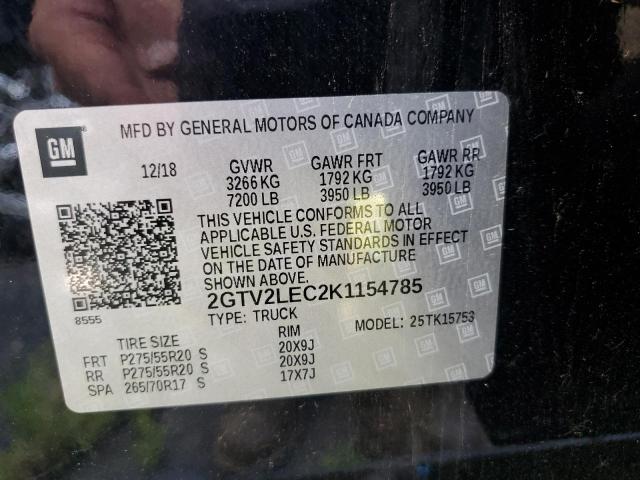 GM
MFD BY GENERAL MOTORS OF CANADA COMPANY
12/18 GVWR GAWR FRT GAWR RR
3266 KG 1792 KG 1792 KG
7200 LB 3950 LB 3950 LB
THIS VEHICLE CONFORMS TO ALL
APPLICABLE U.S. FEDERAL MOTOR
VEHICLE SAFETY STANDARDS IN EFFECT
ON THE DATE OF MANUFACTURE
SHOWN ABOVE.
2GTV2LEC2K1154785
8555
TYPE: TRUCK MODEL: 25TK15753
TIRE SIZE RIM
FRT P275/55R20 S 20X9J
RR P275/55R20 S 20X9J
SPA 265/70R17 S 17X7J